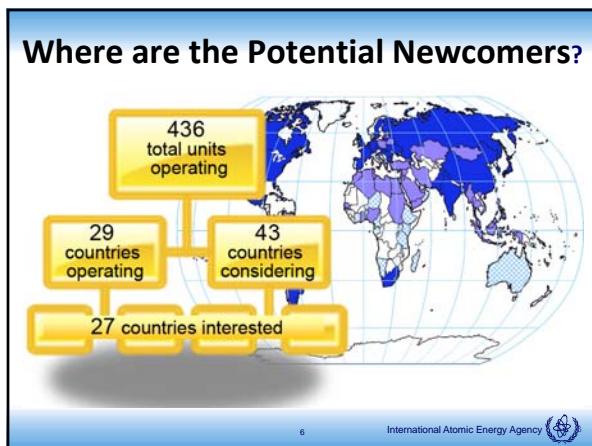 Where are the Potential Newcomers?
436
total units
operating
29
countries
operating
43
countries
considering
27 countries interested
6
International Atomic Energy Agency